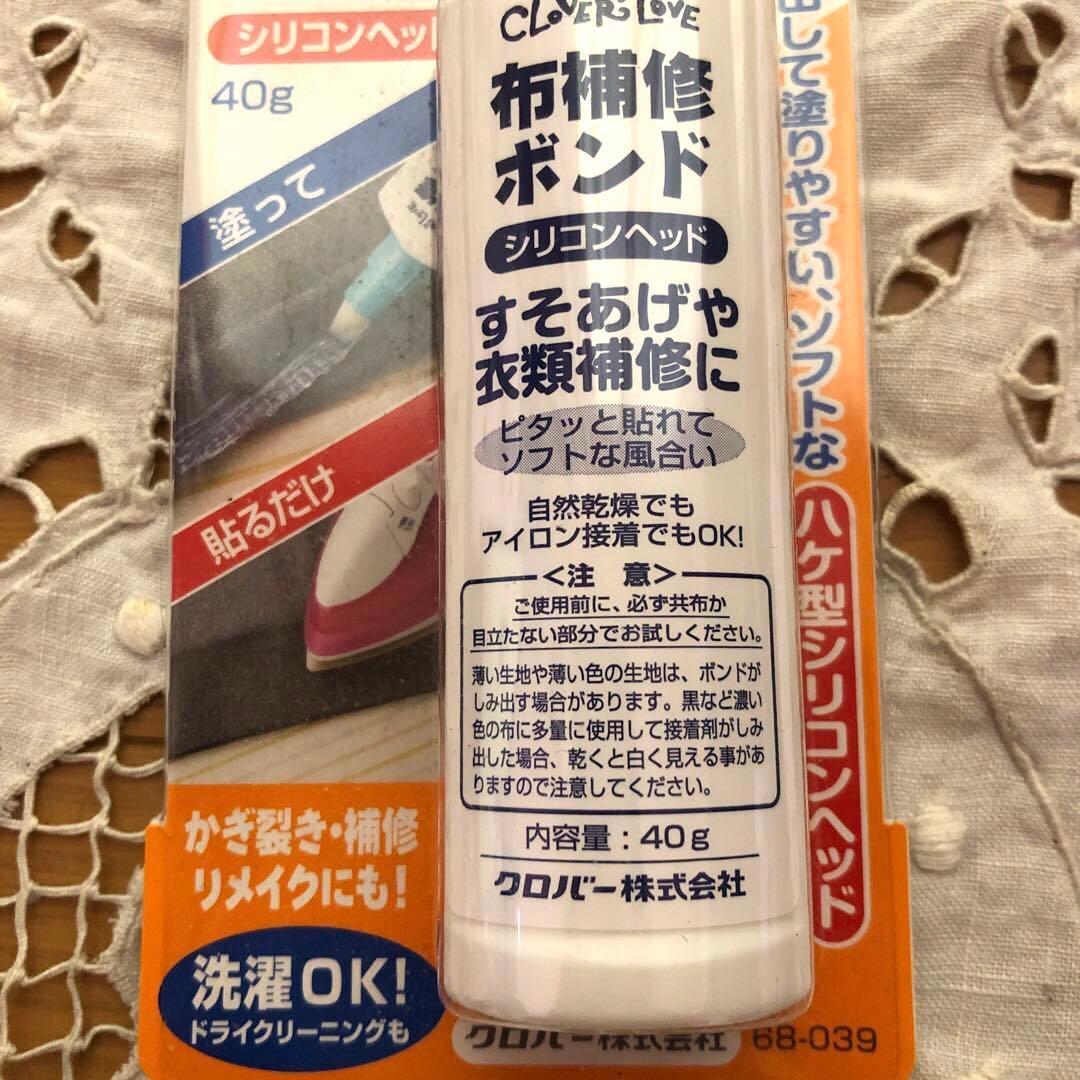 シリコンヘッド
40g
塗って
貼るだけ
かぎ裂き・補修
リメイクにも!
洗濯OK!
ドライクリーニングも
CLOVER LOVE
布補修
ボンド
シリコンヘッド
すそあげや
衣類補修に
ピタッと貼れて
ソフトな風合い
自然乾燥でも
アイロン接着でもOK!
<注 意>
ご使用前に、必ず共布か
目立たない部分でお試しください。
薄い生地や薄い色の生地は、ボンドが
しみ出す場合があります。黒など濃い
色の布に多量に使用して接着剤がしみ
出した場合、乾くと白く見える事があ
りますので注意してください。
内容量:40g
クロバー株式会社
出して塗りやすい、ソフトな
ハケ型シリコンヘッド
クロバー株式会社 68-039